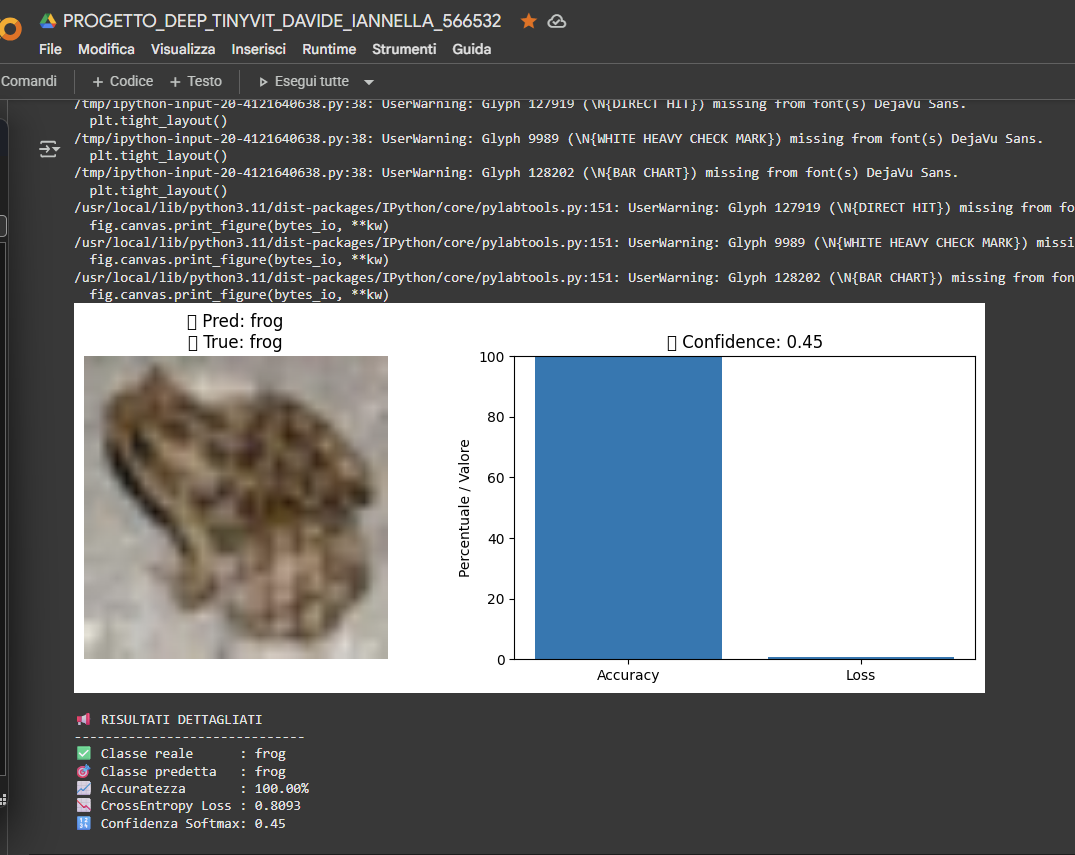 PROGETTO_DEEP TINYVIT_DAVIDE_IANNELLA_566532
File Modifica Visualizza Inserisci Runtime Strumenti Guida
Comandi + Codice + Testo Esegui tutte
/tmp/ipython-input-20-4121640638.py:38: UserWarning: Glyph 127919 (\N{DIRECT HIT}) missing from font(s) DejaVu Sans.
plt.tight_layout()
/tmp/ipython-input-20-4121640638.py:38: UserWarning: Glyph 9989 (\N{WHITE HEAVY CHECK MARK}) missing from font(s) DejaVu Sans.
plt.tight_layout()
/tmp/ipython-input-20-4121640638.py:38: UserWarning: Glyph 128202 (\N{BAR CHART}) missing from font(s) DejaVu Sans.
plt.tight_layout()
/usr/local/lib/python3.11/dist-packages/IPython/core/pylabtools.py:151: UserWarning: Glyph 127919 (\N{DIRECT HIT}) missing from fo
fig.canvas.print_figure(bytes_io, **kw)
/usr/local/lib/python3.11/dist-packages/IPython/core/pylabtools.py:151: UserWarning: Glyph 9989 (\N{WHITE HEAVY CHECK MARK}) missi
fig.canvas.print_figure(bytes_io, **kw)
/usr/local/lib/python3.11/dist-packages/IPython/core/pylabtools.py:151: UserWarning: Glyph 128202 (\N{BAR CHART}) missing from fon
fig.canvas.print_figure(bytes_io, **kw)
Pred: frog
True: frog
Confidence: 0.45
Percentuale / Valore
100
80
60
40
20
0
Accuracy Loss
RISULTATI DETTAGLIATI
------------------------------
Classe reale : frog
Classe predetta : frog
Accuratezza : 100.00%
CrossEntropy Loss : 0.8093
Confidenza Softmax: 0.45